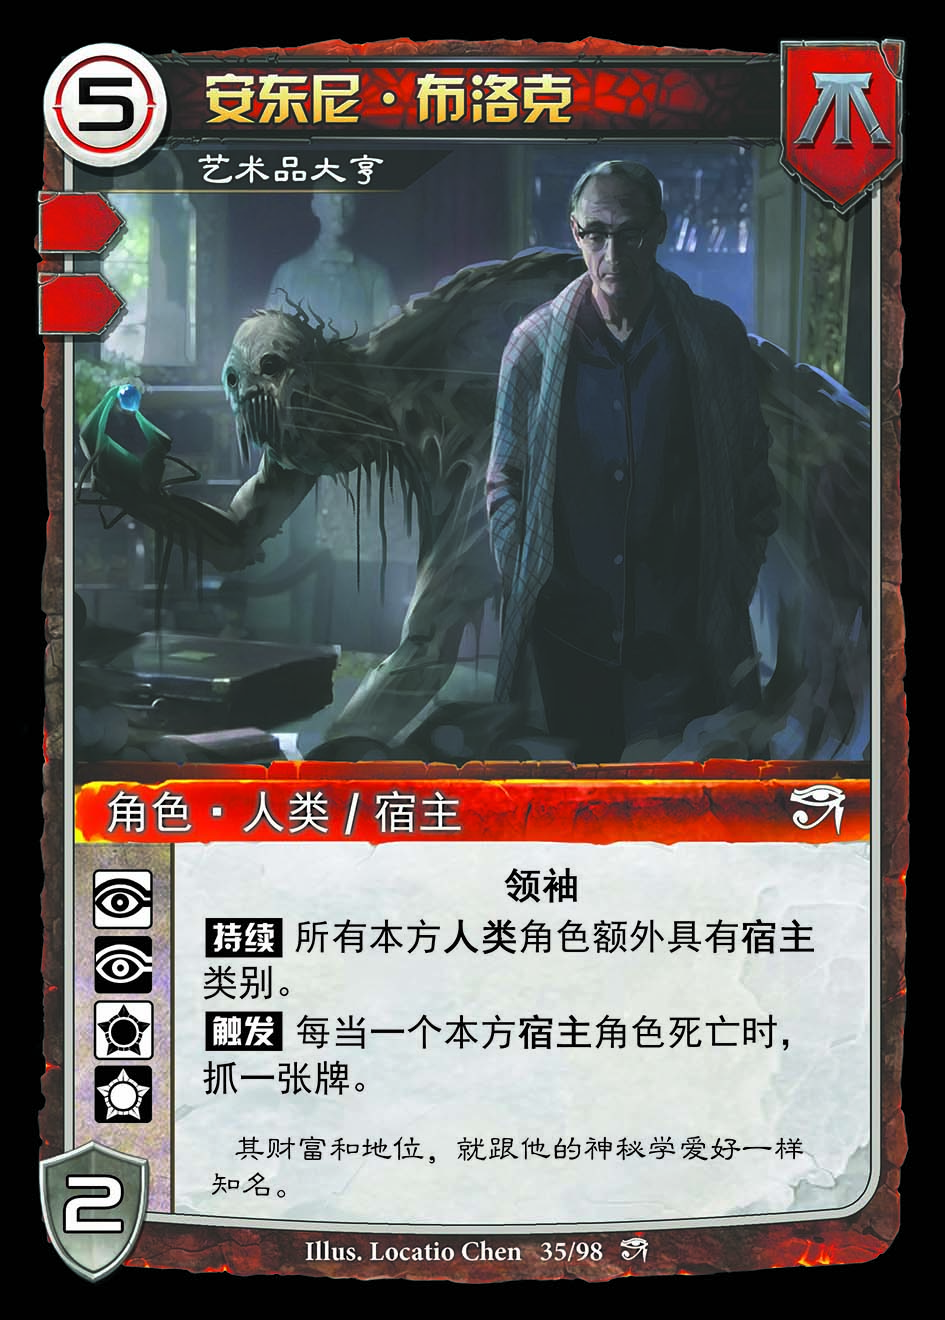 5
安东尼·布洛克
艺术品大亨
角色·人类/宿主
领袖
持续 所有本方人类角色额外具有宿主
类别。
触发 每当一个本方宿主角色死亡时，
抓一张牌。
其财富和地位，就跟他的神秘学爱好一样
知名。
2
Illus. Locatio Chen 35/98